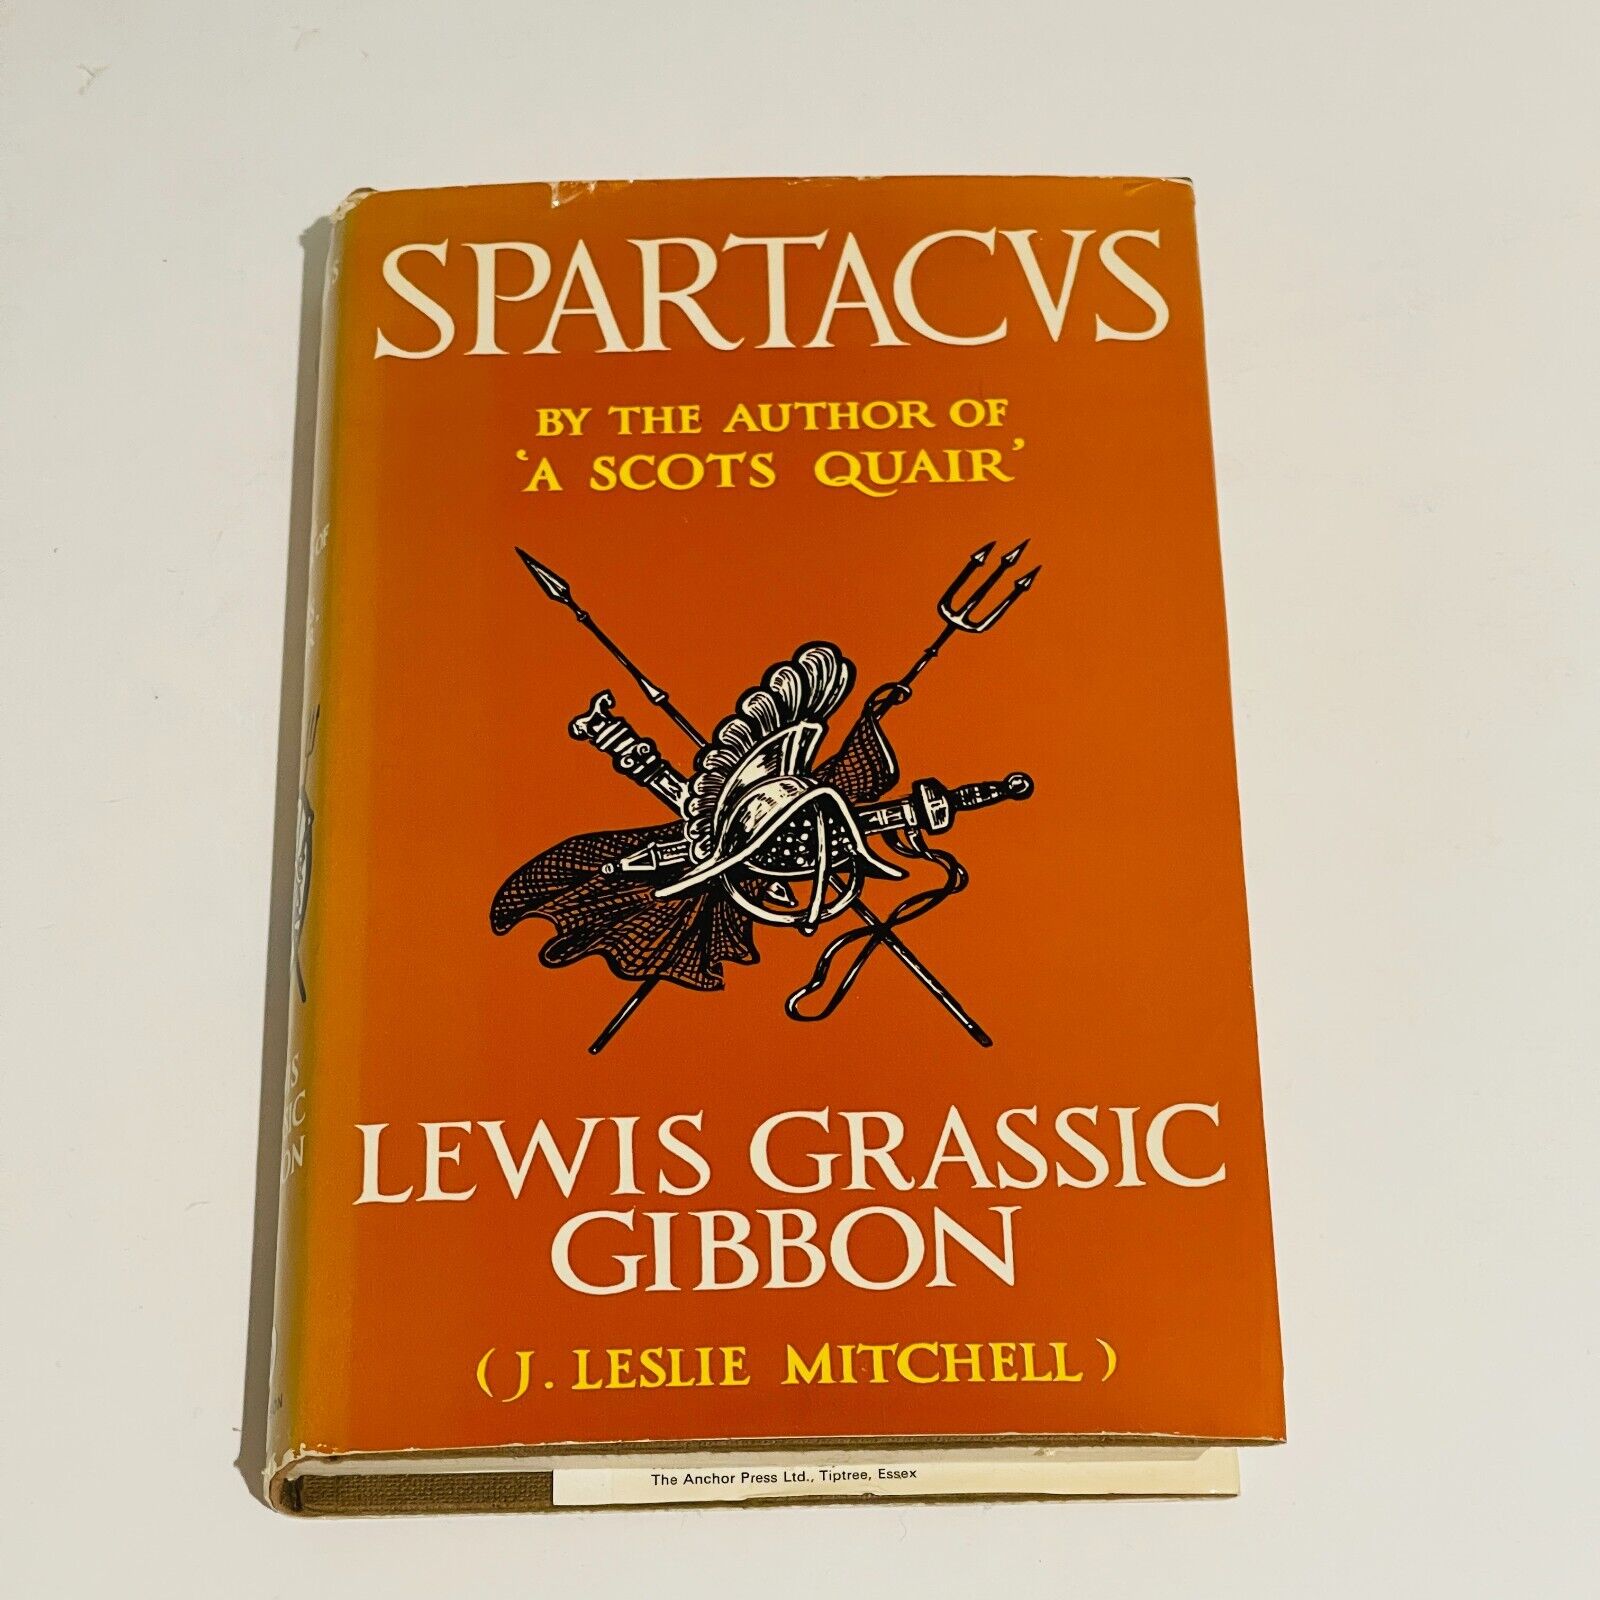 SPARTACVS
BY THE AUTHOR OF
'A SCOTS QUAIR'
LEWIS GRASSIC
GIBBON
(J. LESLIE MITCHELL)
The Anchor Press Ltd., Tiptree, Essex